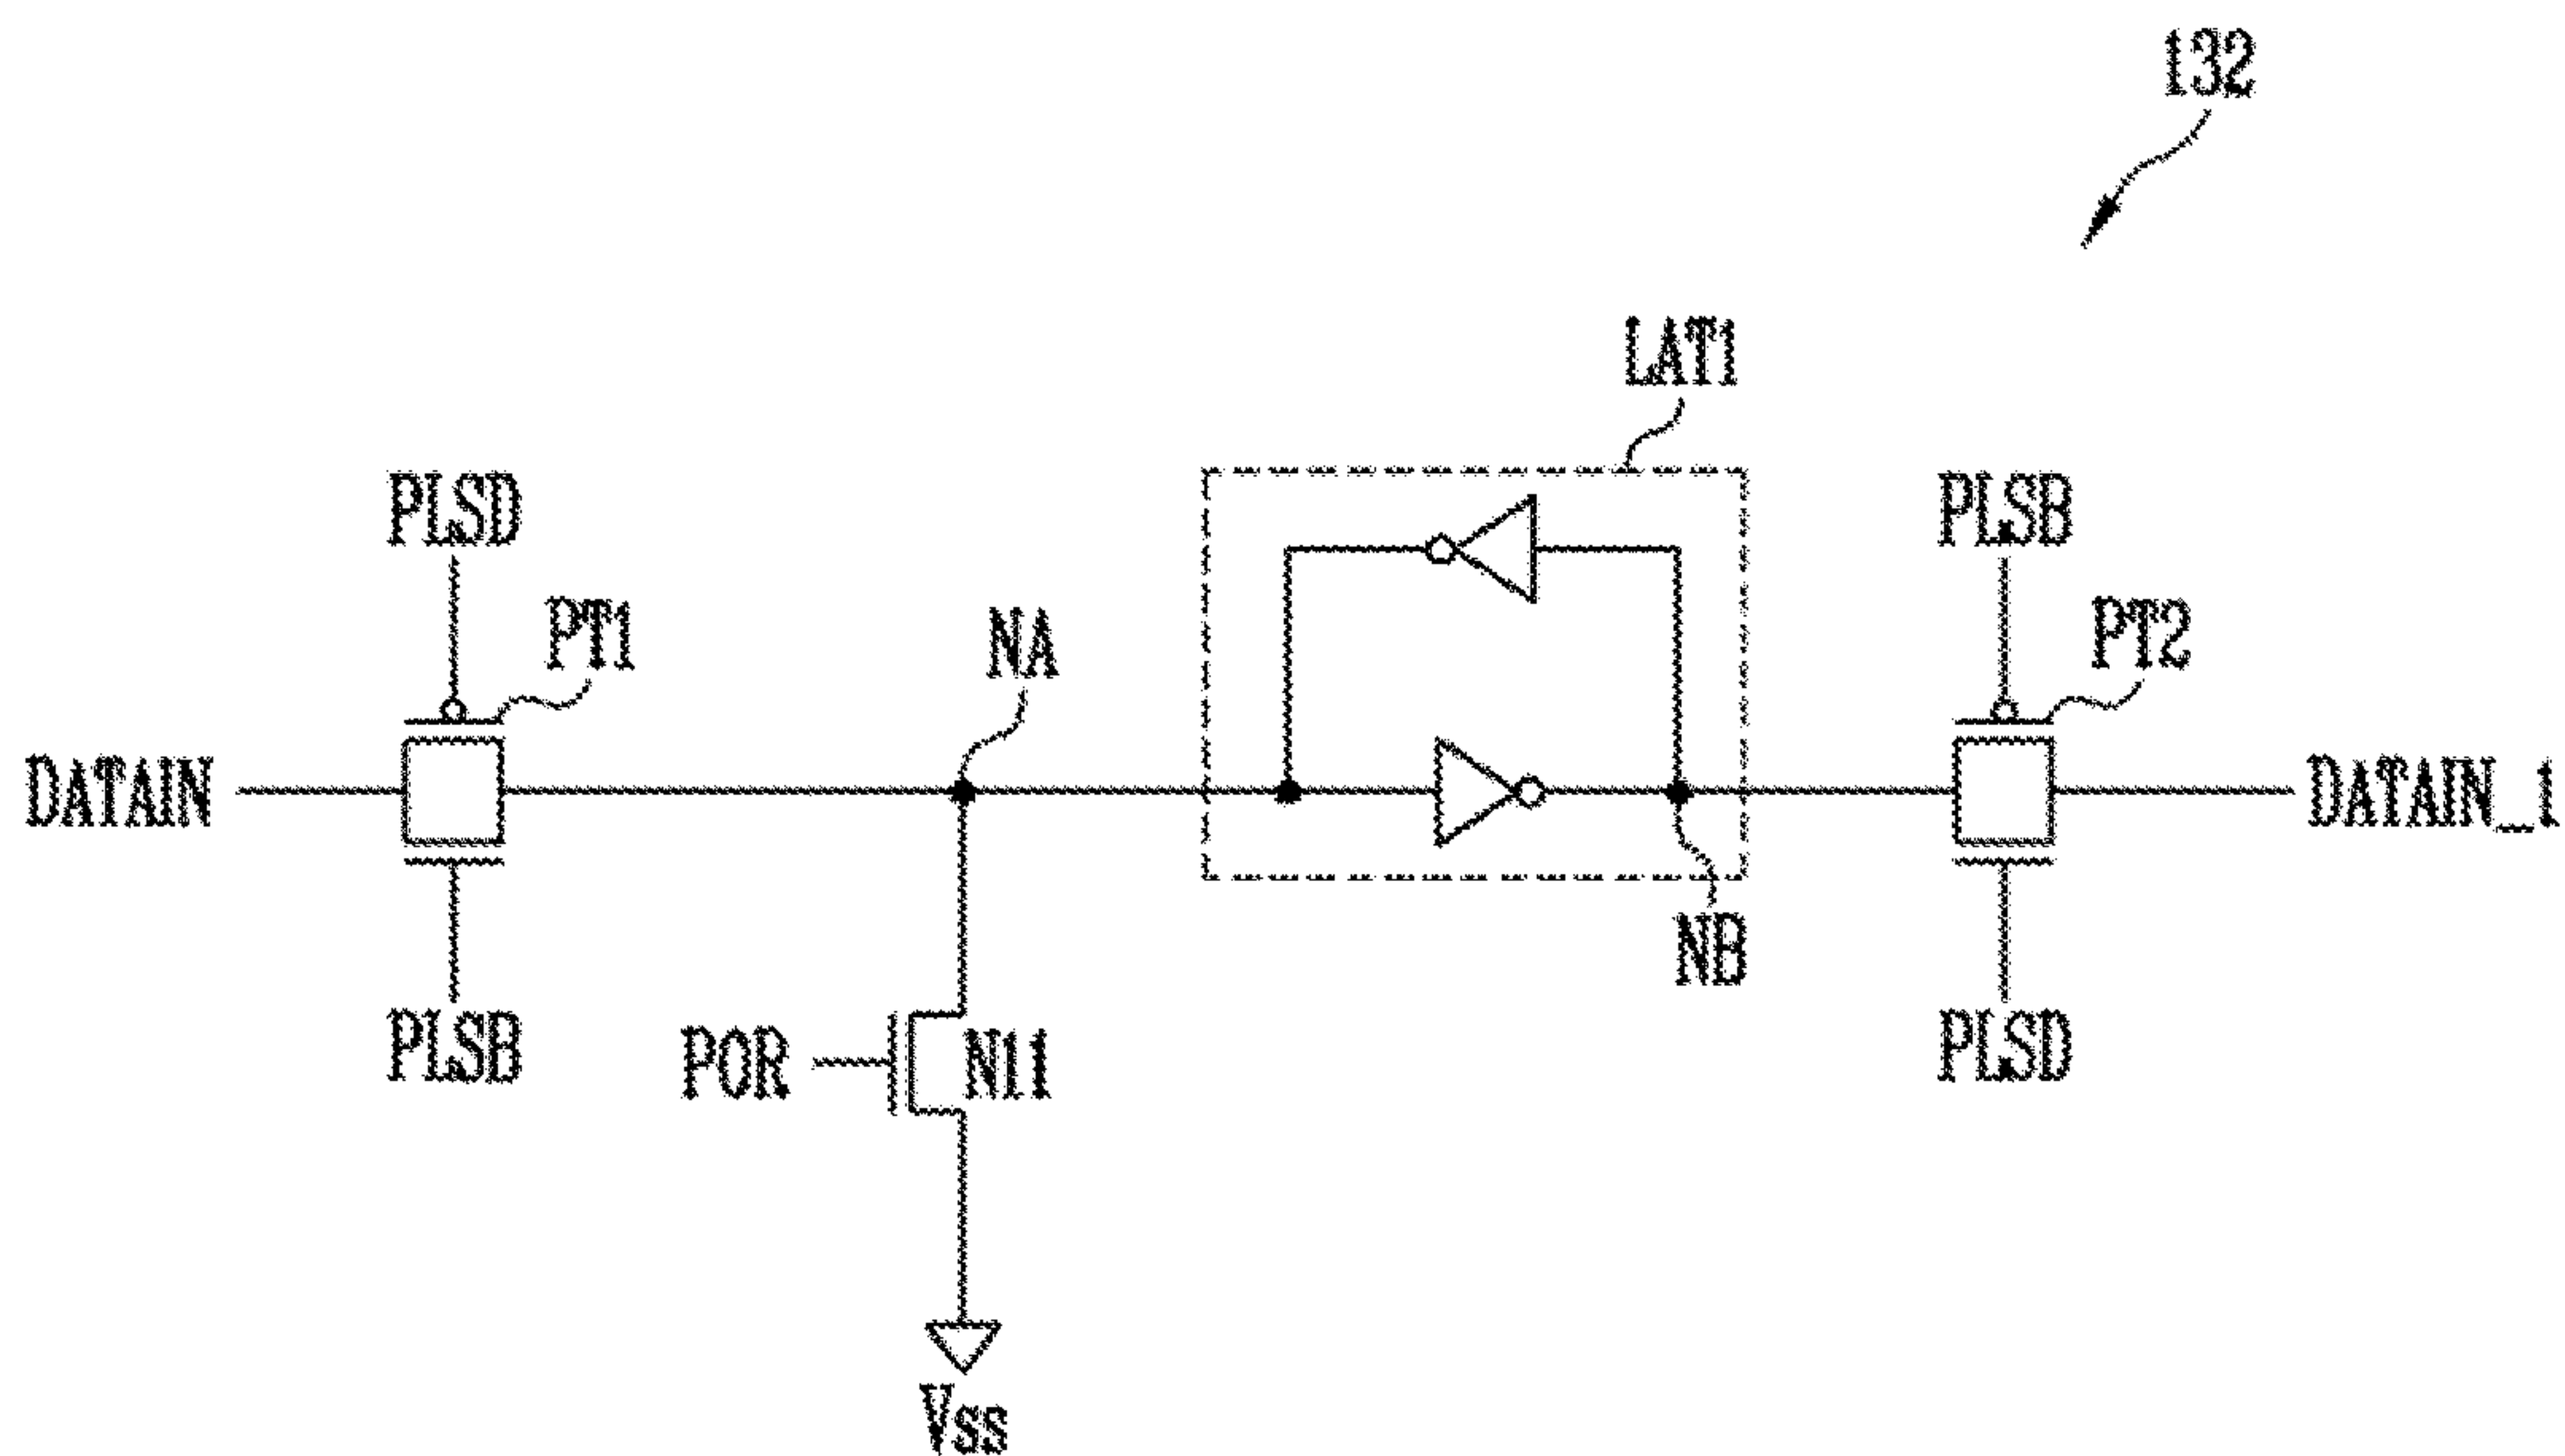 132
LAT1
PLSD
PLSB
PT1
NA
PT2
DATAIN
DATAIN_1
NB
PLSB
POR
N11
PLSD
Vss